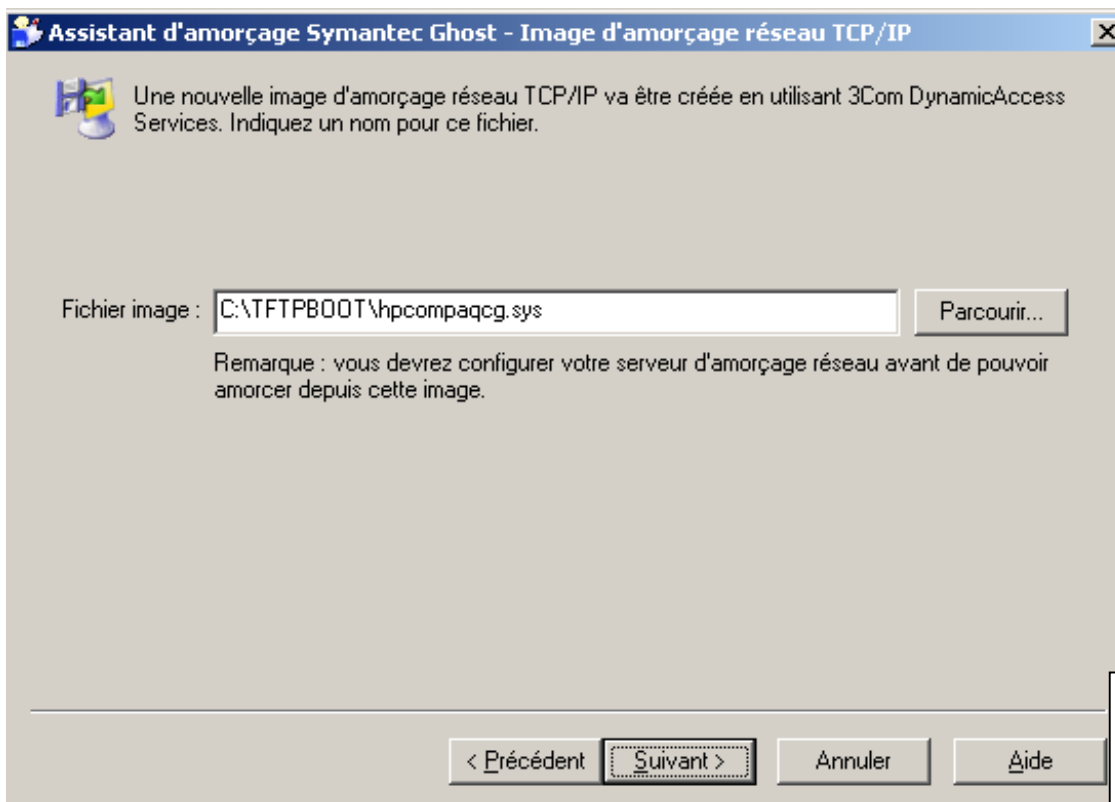 Assistant d'amorçage Symantec Ghost - Image d'amorçage réseau TCP/IP
Une nouvelle image d'amorçage réseau TCP/IP va être créée en utilisant 3Com DynamicAccess
Services. Indiquez un nom pour ce fichier.
Fichier image : C:\TFTPBOOT\hpcompaqcg.sys Parcourir...
Remarque : vous devrez configurer votre serveur d'amorçage réseau avant de pouvoir
amorcer depuis cette image.
< Précédent Suivant > Annuler Aide